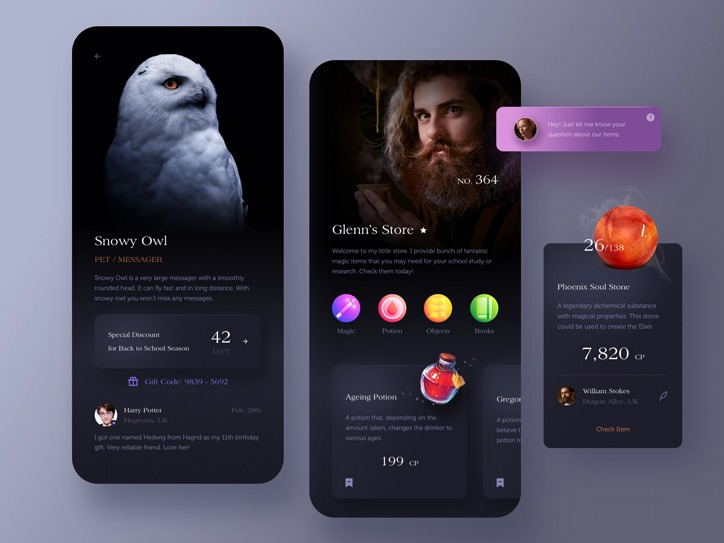 Snowy Owl
PET / MESSAGER
Snowy Owl is a very large messager with a smoothly
rounded head. It can fly fast and in long distance. With
snowy owl you won't miss any messages.
Special Discount
for Back to School Season
42
LEFT
Gift Code: 9839 - 5692
Harry Potter
Feb. 28th
Hogwarts, UK
I got one named Hedwig from Hagrid as my 11th birthday
gift. Very reliable friend. Love her!
NO. 364
Glenn's Store
Welcome to my little store. I provide bunch of fantastic
magic items that you may need for your school study or
research. Check them today!
Magic
Potion
Objects
Books
Ageing Potion
A potion that, depending on the
amount taken, changes the drinker to
various ages.
199 CP
Gregor
A potion
believe t
potion to
Hey! Just let me know your
question about our items.
?
26/138
Phoenix Soul Stone
A legendary alchemical substance
with magical properties. This stone
could be used to create the Elixir.
7,820 CP
William Stokes
Diagon Alley, UK
Check Item